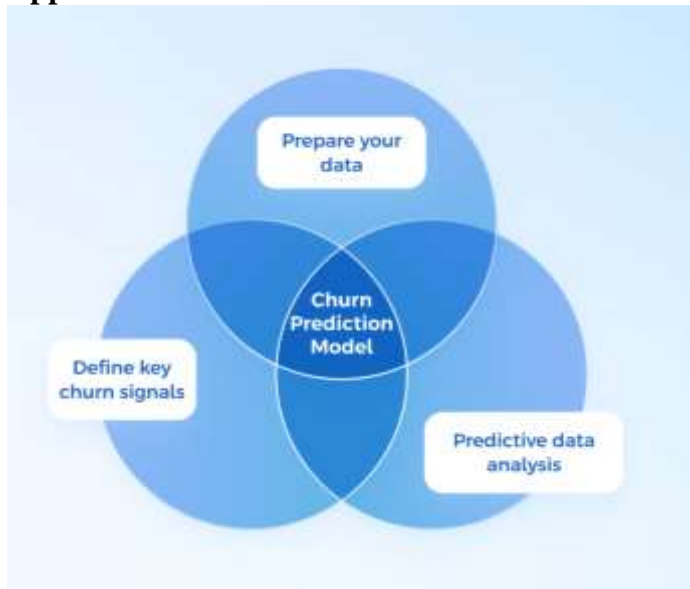 Prepare your
data
Churn
Prediction
Model
Define key
churn signals
Predictive data
analysis